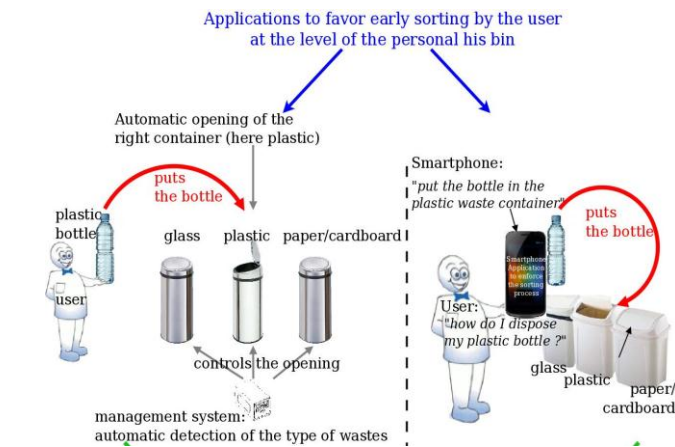 Applications to favor early sorting by the user
at the level of the personal his bin
Automatic opening of the
right container (here plastic)
puts
the bottle
plastic
bottle
glass
plastic
paper/cardboard
user
controls the opening
management system:
automatic detection of the type of wastes
Smartphone:
"put the bottle in the
plastic waste container"
puts
the bottle
Smartphone
Application
to enforce
the sorting
process
User:
"how do I dispose
my plastic bottle ?"
glass
plastic
paper/
cardboard